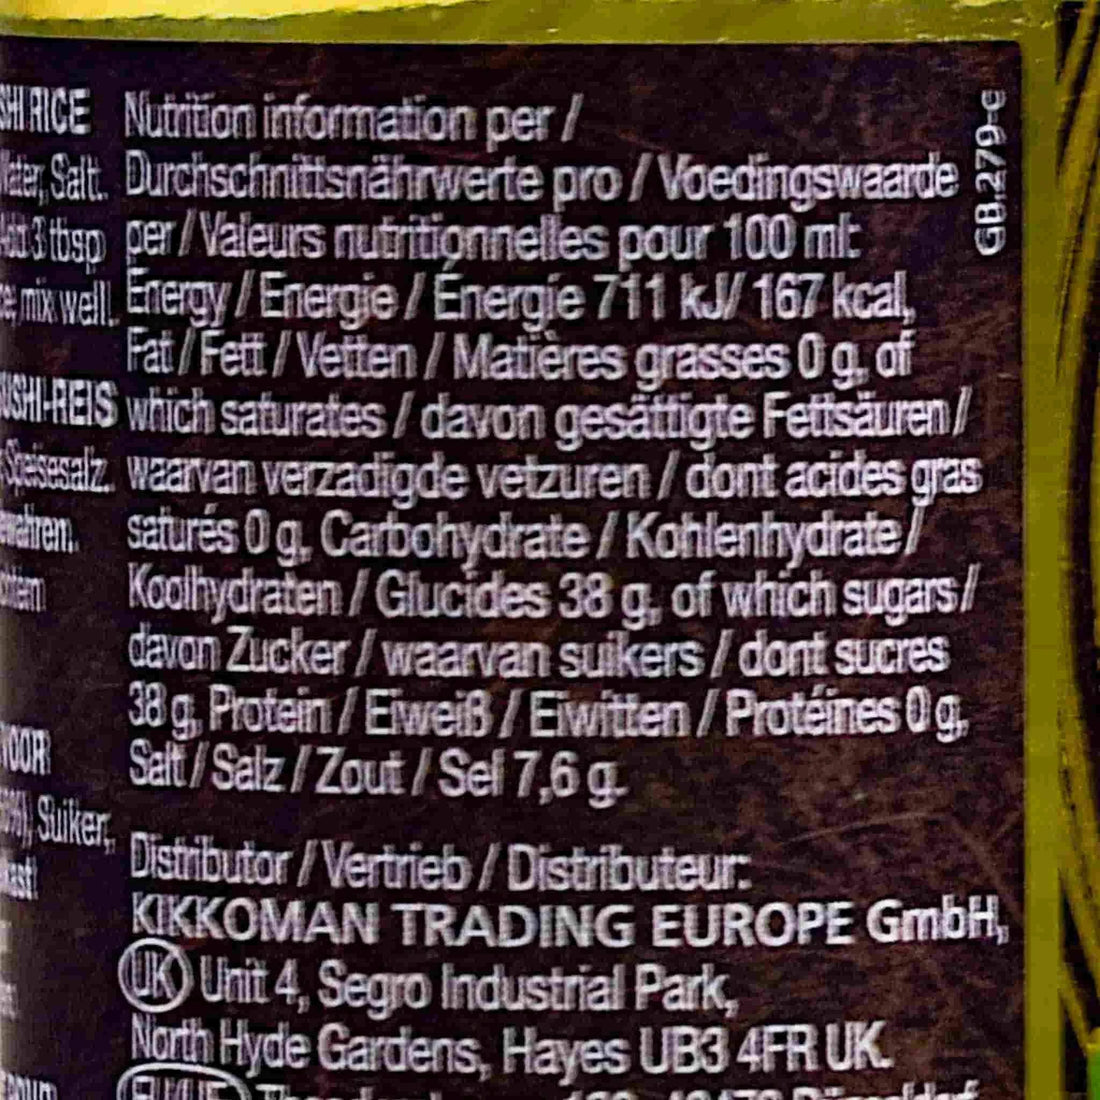 SHI RICE
Water, Salt.
Add 3 tbsp
mix well.
USHI-REIS
Speisesalz.
VOOR
Suiker,
Nutrition information per /
Durchschnittsnährwerte pro / Voedingswaarde
per / Valeurs nutritionnelles pour 100 ml:
Energy / Energie / Énergie 711 kJ/ 167 kcal,
Fat / Fett / Vetten / Matières grasses 0 g, of
which saturates / davon gesättigte Fettsäuren /
waarvan verzadigde vetzuren / dont acides gras
saturés 0 g, Carbohydrate / Kohlenhydrate /
Koolhydraten / Glucides 38 g, of which sugars /
davon Zucker / waarvan suikers / dont sucres
38 g, Protein / Eiweiß / Eiwitten / Protéines 0 g,
Salt / Salz / Zout / Sel 7,6 g.
Distributor / Vertrieb / Distributeur:
KIKKOMAN TRADING EUROPE GmbH,
UK Unit 4, Segro Industrial Park,
North Hyde Gardens, Hayes UB3 4FR UK.
GB.279-e